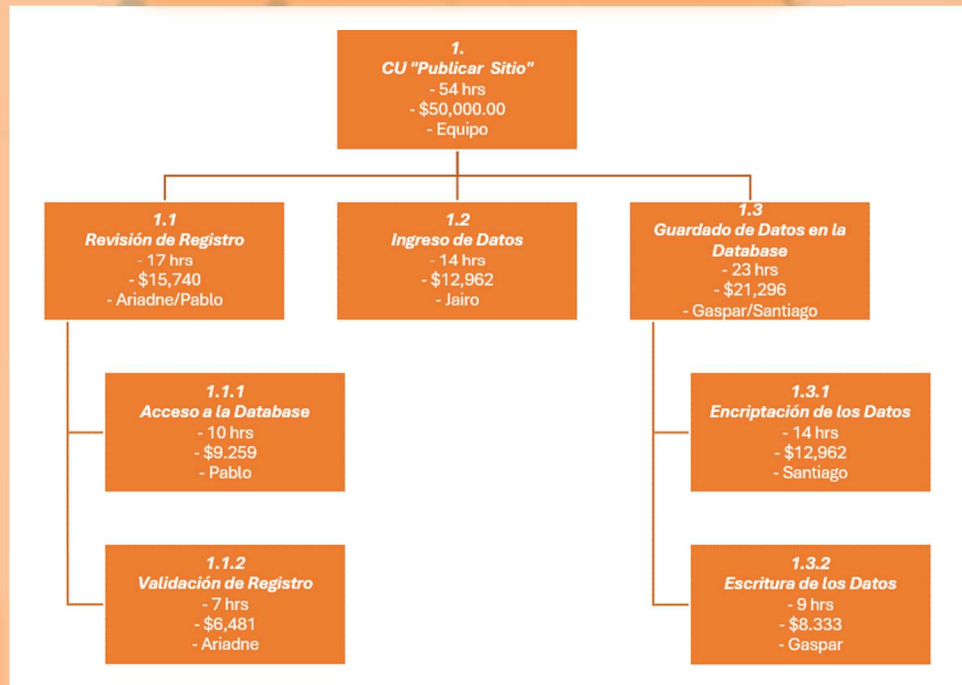 1.
CU "Publicar Sitio"
- 54 hrs
- $50,000.00
- Equipo
1.1
Revisión de Registro
- 17 hrs
- $15,740
- Ariadne/Pablo
1.2
Ingreso de Datos
- 14 hrs
- $12,962
- Jairo
1.3
Guardado de Datos en la
Database
- 23 hrs
- $21,296
- Gaspar/Santiago
1.1.1
Acceso a la Database
- 10 hrs
- $9.259
- Pablo
1.3.1
Encriptación de los Datos
- 14 hrs
- $12,962
- Santiago
1.1.2
Validación de Registro
- 7 hrs
- $6,481
- Ariadne
1.3.2
Escritura de los Datos
- 9 hrs
- $8.333
- Gaspar